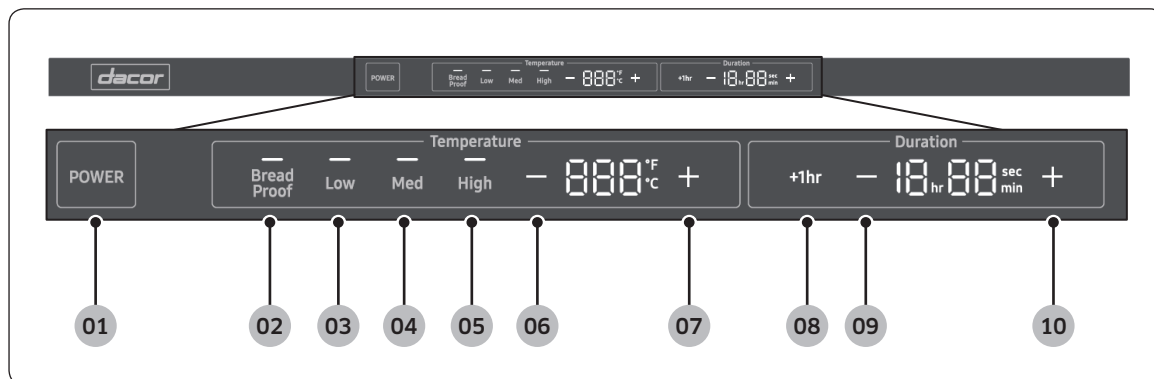 dacor
POWER
Temperature
Bread
Proof
Low
Med
High
888
°F
°C
+
Duration
+1hr
−
18 hr 88
sec
min
+
Temperature
Duration
POWER
Bread
Proof
Low
Med
High
−
888
°F
°C
+
+1hr
−
18 hr 88
sec
min
+
01
02
03
04
05
06
07
08
09
10